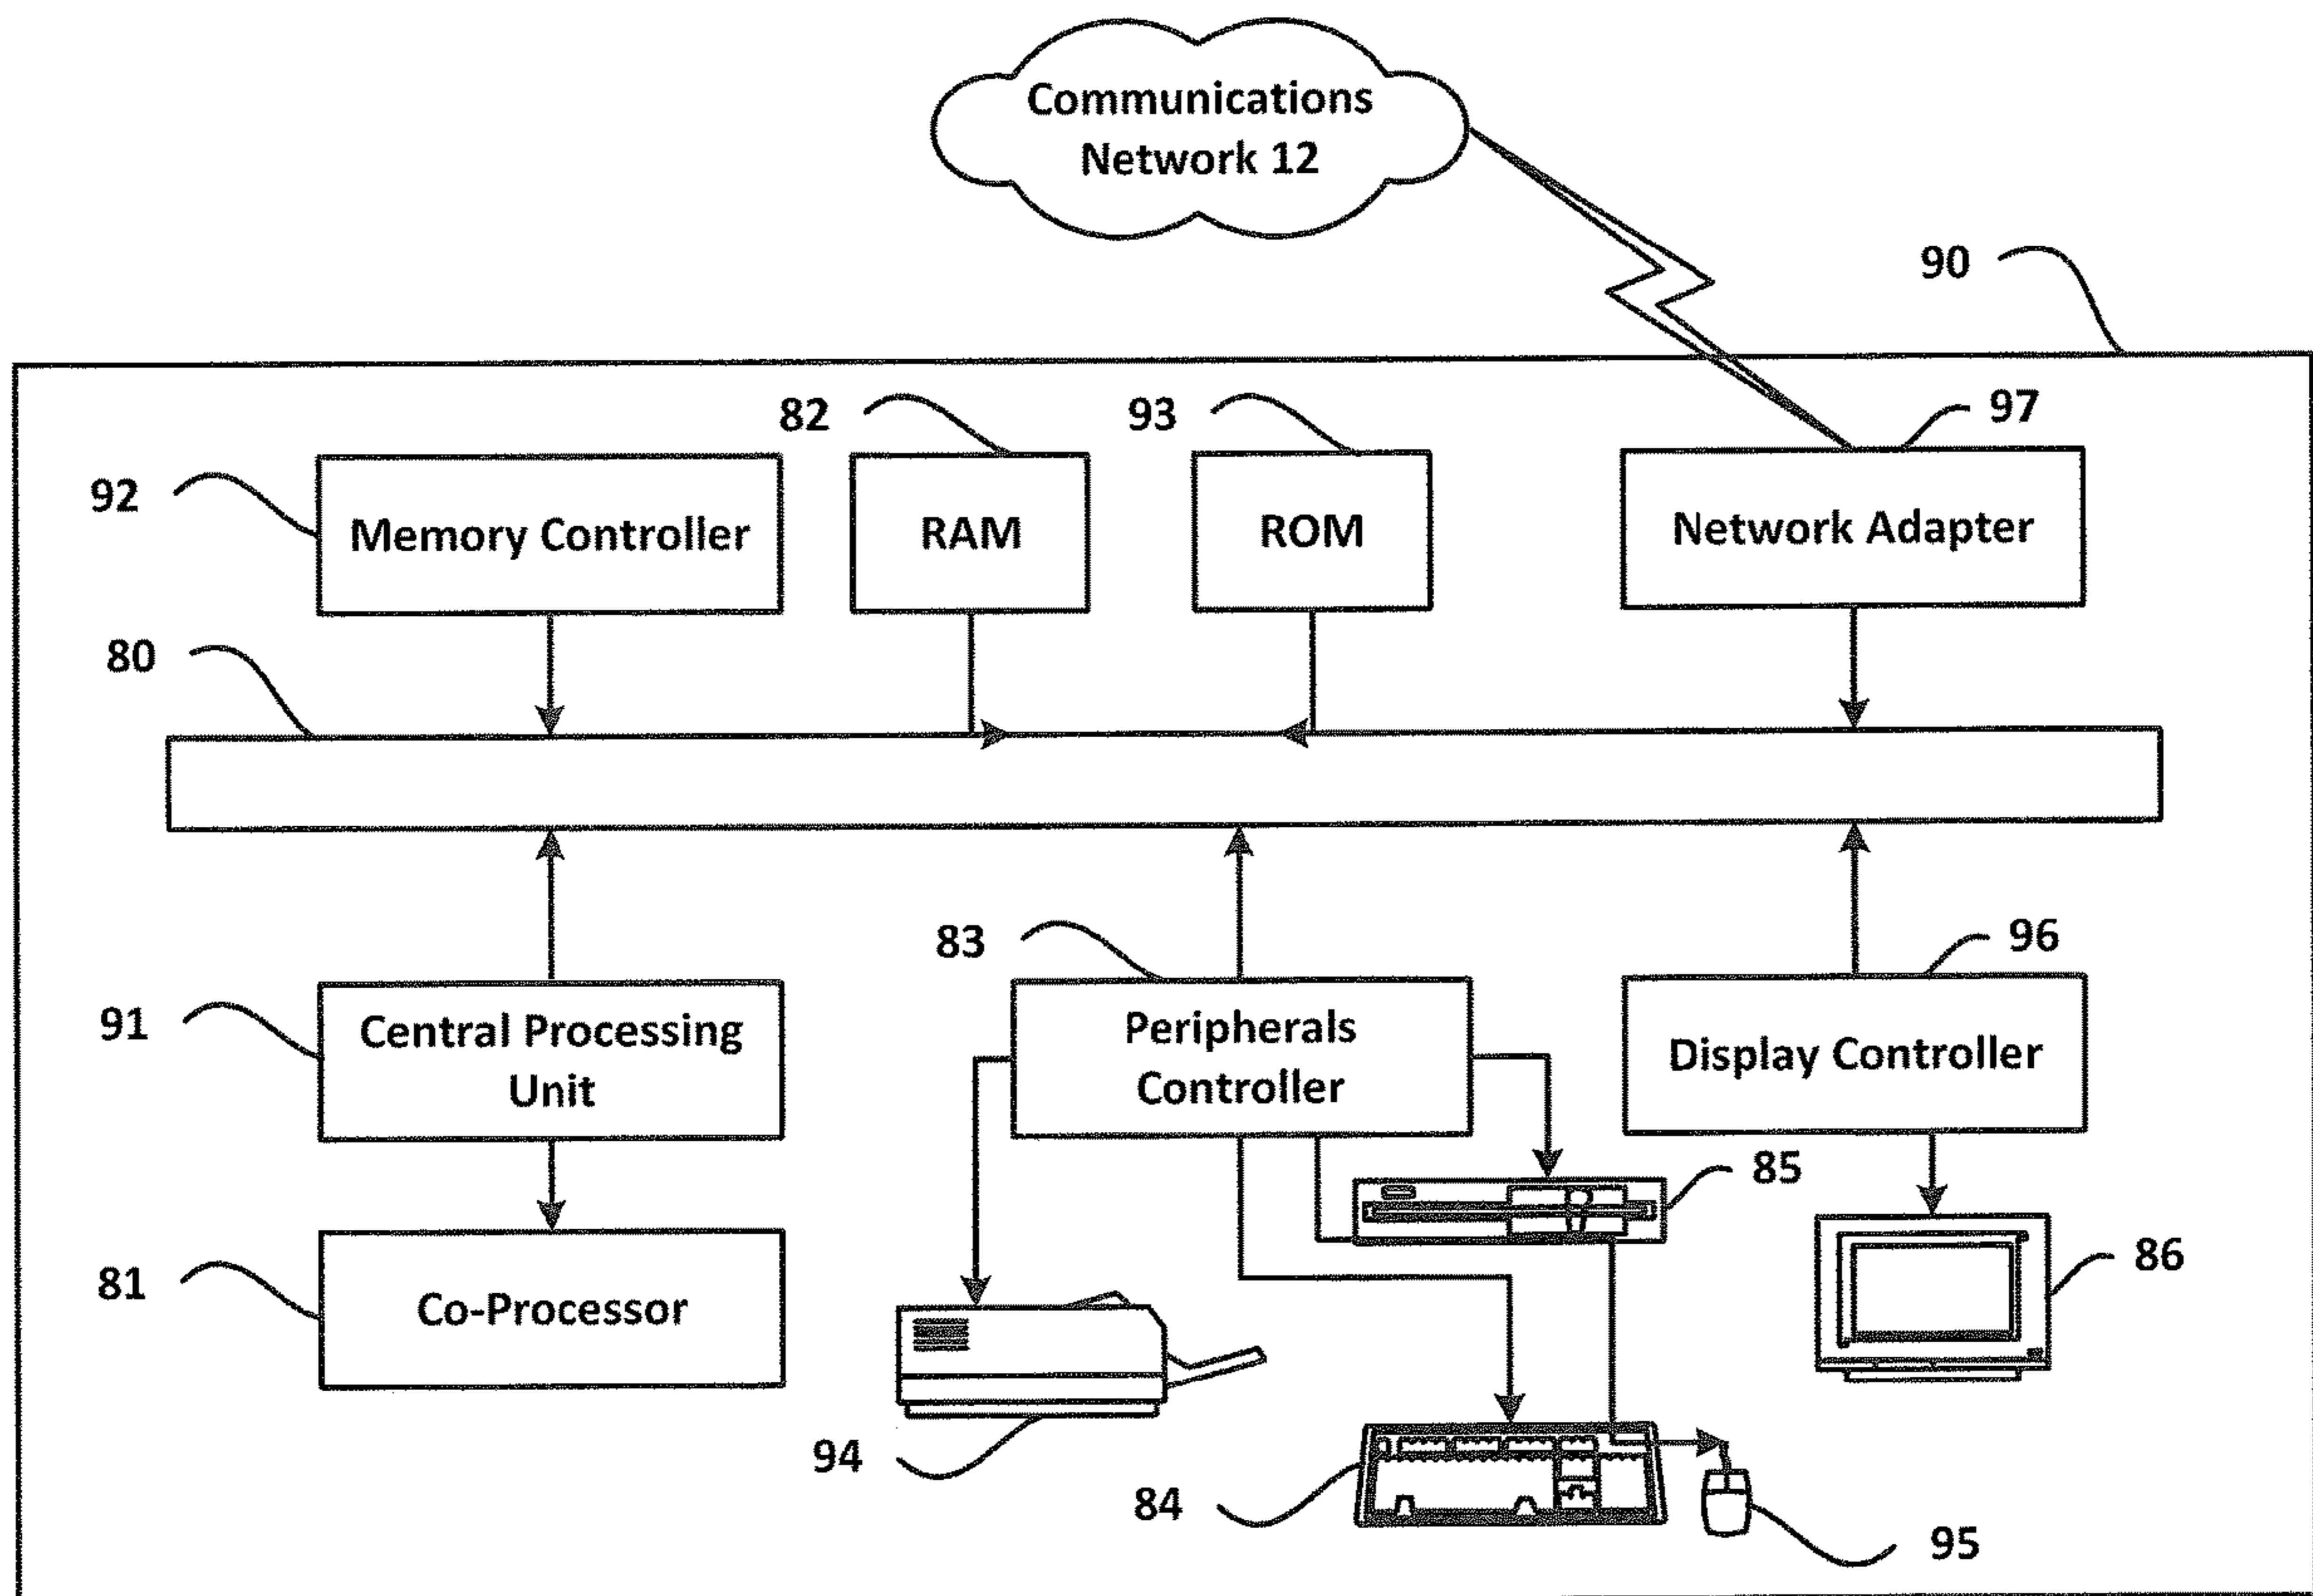 Communications
Network 12
90
82
93
97
92
Memory Controller
RAM
ROM
Network Adapter
80
83
96
91
Central Processing
Unit
Peripherals
Controller
Display Controller
85
81
Co-Processor
86
94
84
95